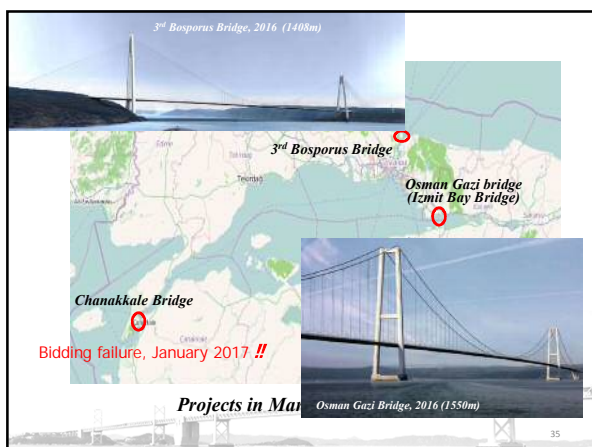 3rd Bosporus Bridge, 2016 (1408m)
3rd Bosporus Bridge
Tekirdağ
Osman Gazi bridge
(Izmit Bay Bridge)
Chanakkale Bridge
Bidding failure, January 2017 !!
Projects in Mar
Osman Gazi Bridge, 2016 (1550m)
35